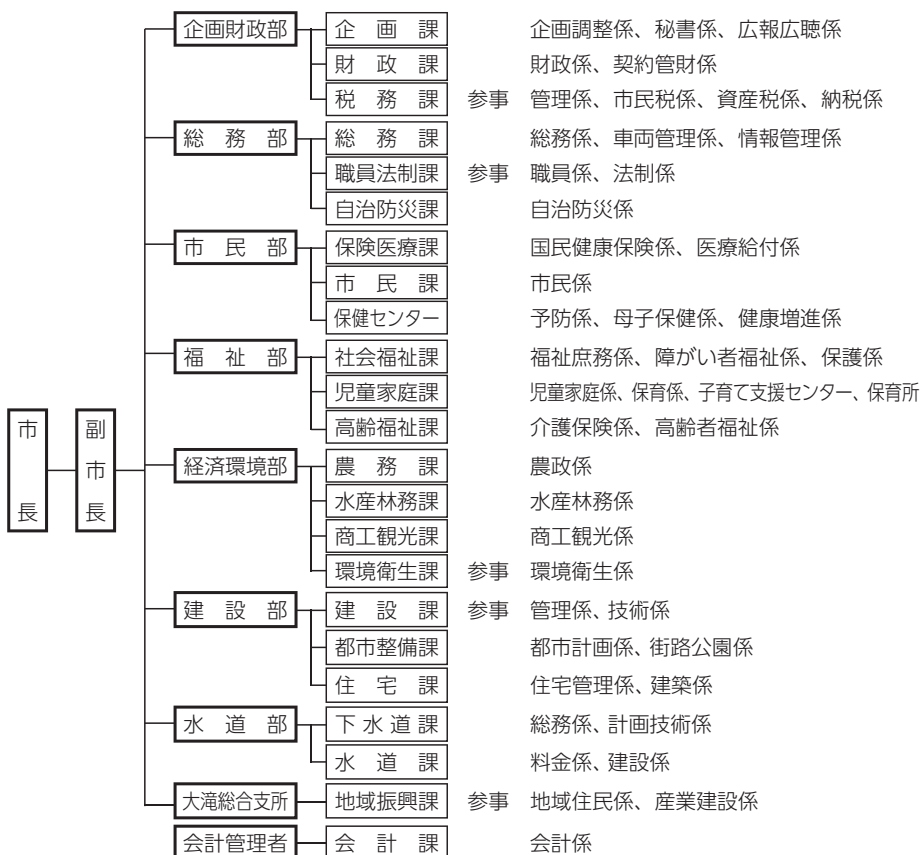 企画財政部 企画課 企画調整係、秘書係、広報広聴係
財政課 財政係、契約管財係
税務課 参事 管理係、市民税係、資産税係、納税係
総務部 総務課 総務係、車両管理係、情報管理係
職員法制課 参事 職員係、法制係
自治防災課 自治防災係
市民部 保険医療課 国民健康保険係、医療給付係
市民課 市民係
保健センター 予防係、母子保健係、健康増進係
福祉部 社会福祉課 福祉庶務係、障がい者福祉係、保護係
児童家庭課 児童家庭係、保育係、子育て支援センター、保育所
高齢福祉課 介護保険係、高齢者福祉係
市長
副市長
経済環境部 農務課 農政係
水産林務課 水産林務係
商工観光課 商工観光係
環境衛生課 参事 環境衛生係
建設部 建設課 参事 管理係、技術係
都市整備課 都市計画係、街路公園係
住宅課 住宅管理係、建築係
水道部 下水道課 総務係、計画技術係
水道課 料金係、建設係
大滝総合支所 地域振興課 参事 地域住民係、産業建設係
会計管理者 会計課 会計係